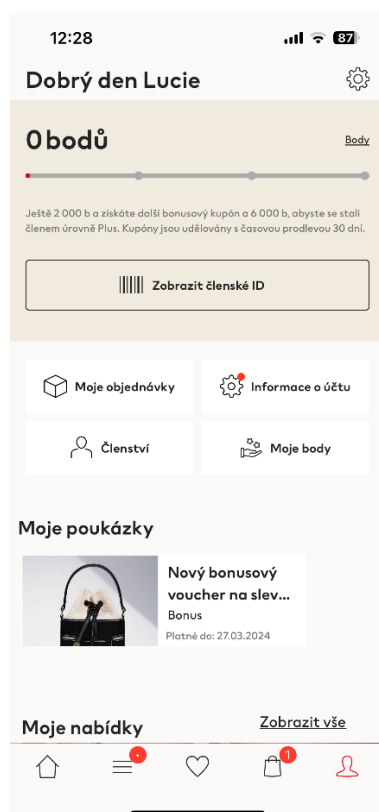 12:28
87
Dobrý den Lucie
0 bodů
Body
Ještě 2 000 b a získáte další bonusový kupón a 6 000 b, abyste se stali
členem úrovně Plus. Kupóny jsou udělovány s časovou prodlevou 30 dní.
Zobrazit členské ID
Moje objednávky
Informace o účtu
Členství
Moje body
Moje poukázky
Nový bonusový
voucher na slev...
Bonus
Platné do: 27.03.2024
Moje nabídky
Zobrazit vše
1